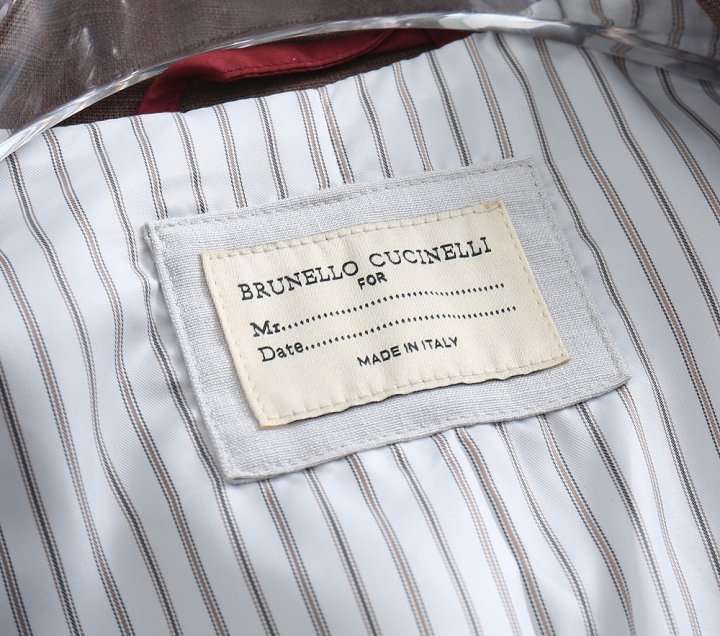 BRUNELLO CUCINELLI
FOR
Mr................................................
Date.............................................
MADE IN ITALY